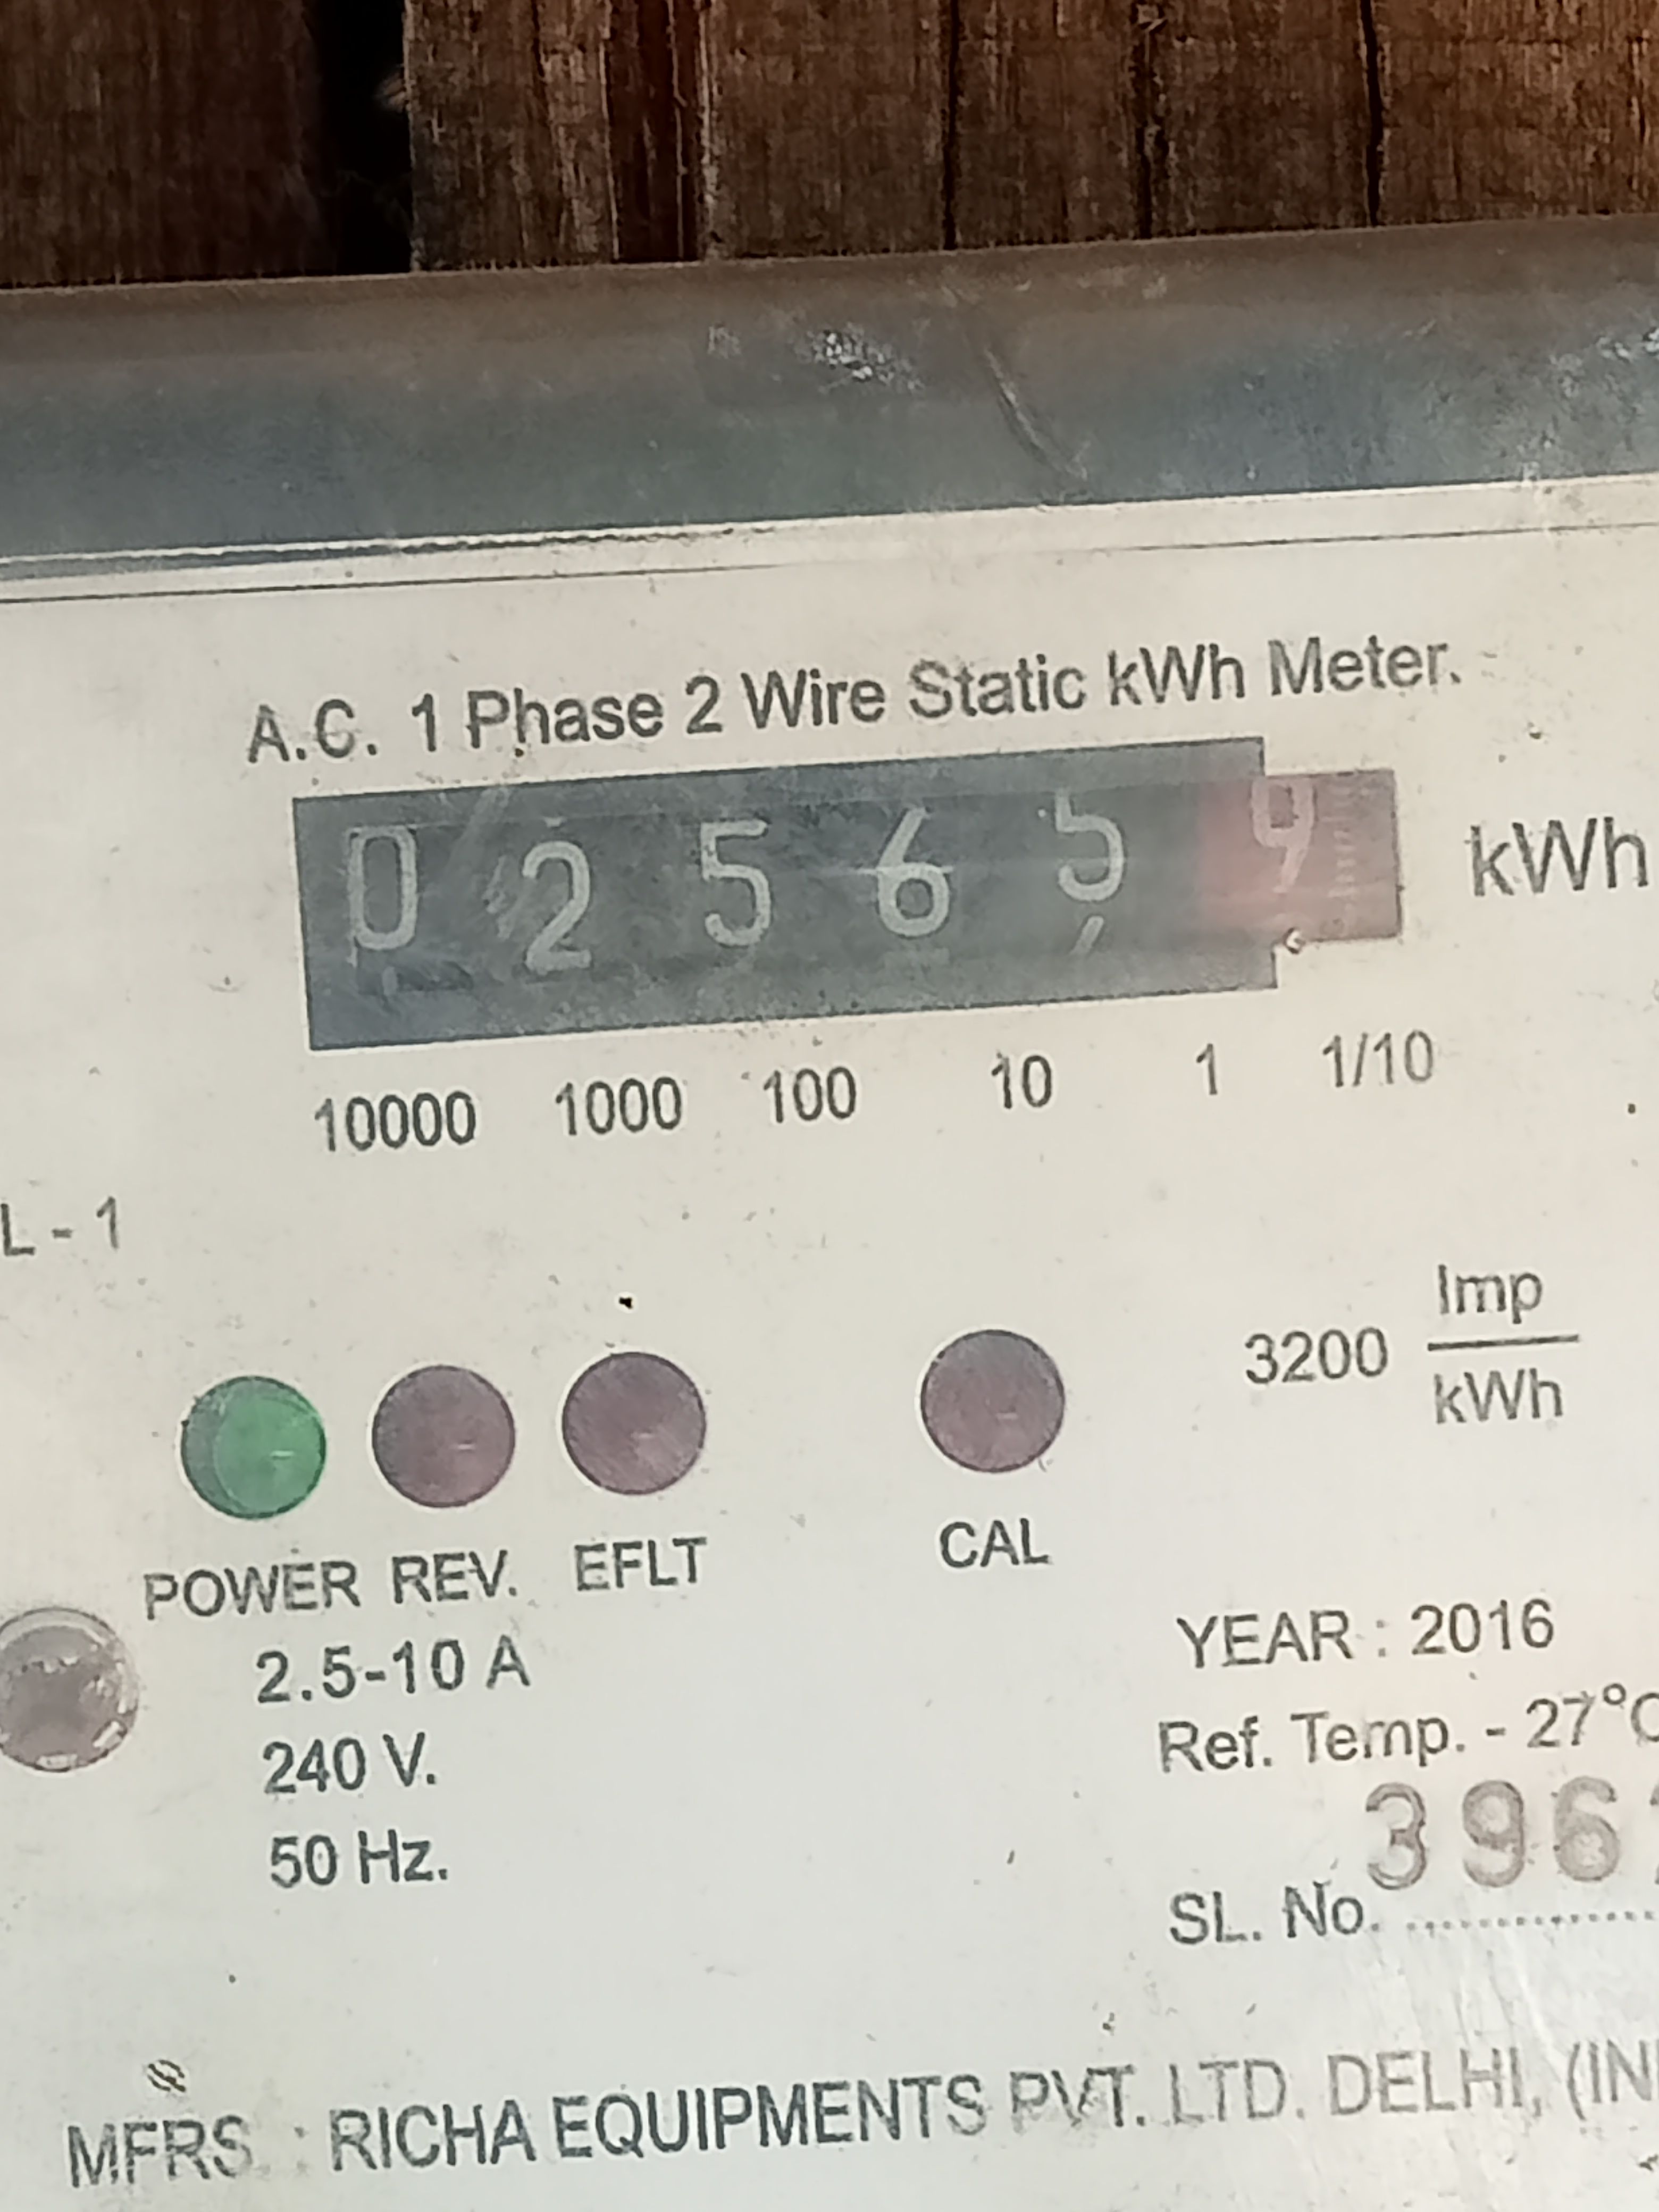 A.C. 1 Phase 2 Wire Static kWh Meter.
0 2 5 6 5 9 kWh
10000 1000 100 10 1 1/10
L - 1
Imp
3200
kWh
POWER REV. EFLT CAL
2.5-10 A
240 V.
50 Hz.
YEAR : 2016
Ref. Temp. - 27°C
396
SL. No.
MFRS. : RICHA EQUIPMENTS PVT. LTD. DELHI, (IN